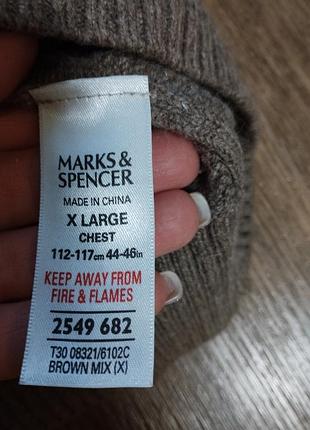 MARKS &
SPENCER
MADE IN CHINA
X LARGE
CHEST
112-117cm 44-46in
KEEP AWAY FROM
FIRE & FLAMES
2549 682
T30 08321/6102C
BROWN MIX (X)